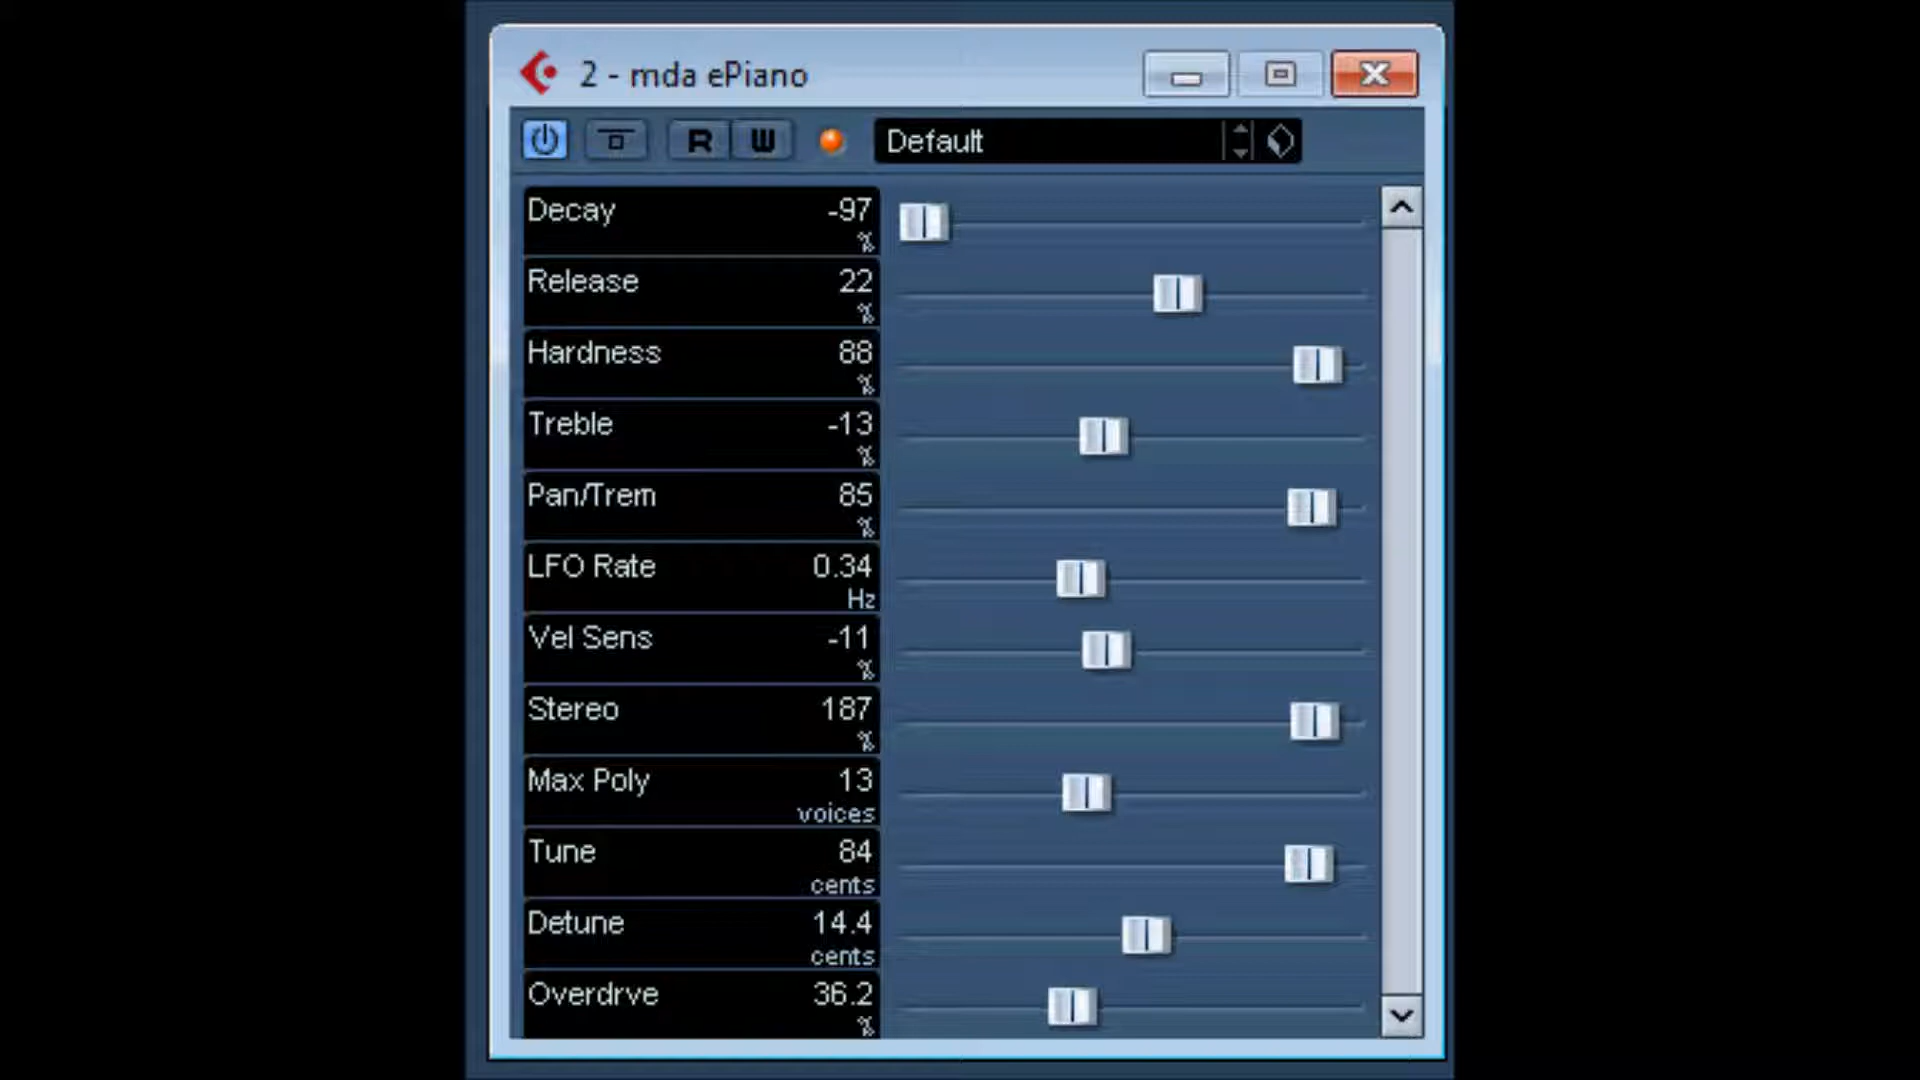 2 - mda ePiano
R W Default
Decay -97
%
Release 22
%
Hardness 88
%
Treble -13
%
Pan/Trem 85
%
LFO Rate 0.34
Hz
Vel Sens -11
%
Stereo 187
%
Max Poly 13
voices
Tune 84
cents
Detune 14.4
cents
Overdrve 36.2
%